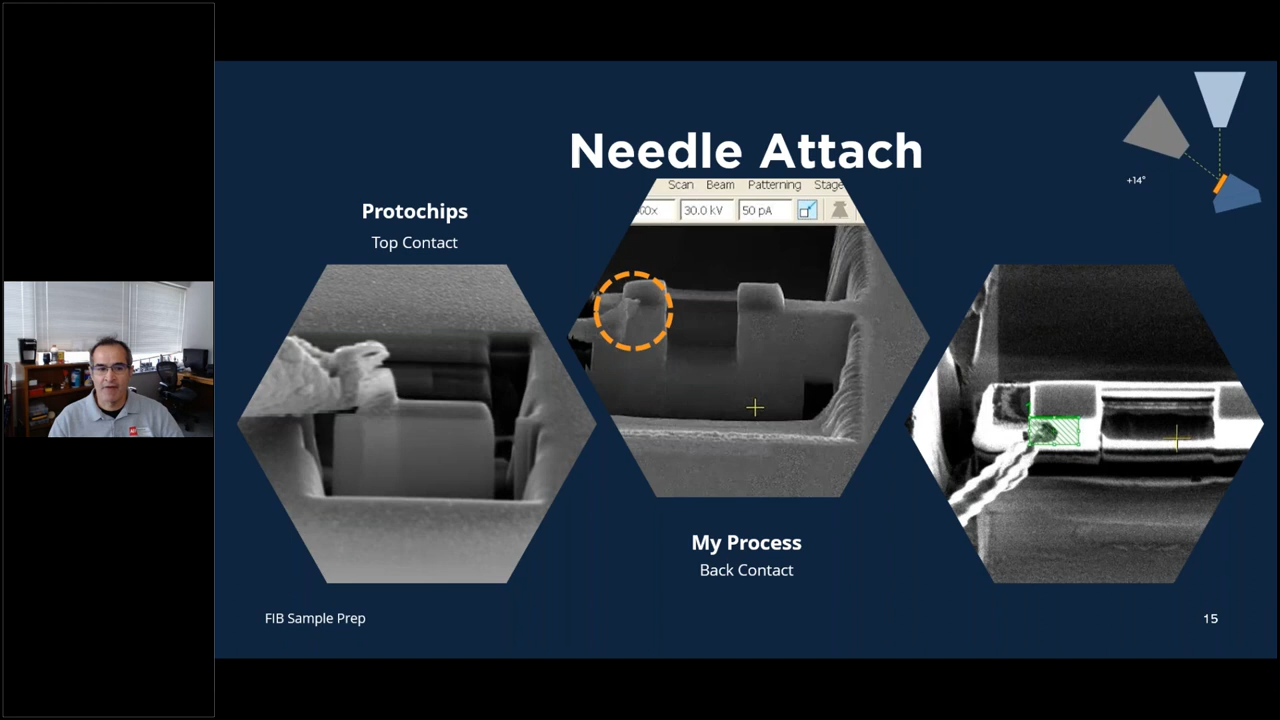 Needle Attach
+14°
Protochips
Top Contact
Scan Beam Patterning Stage
30.0 kV 50 pA
My Process
Back Contact
FIB Sample Prep
15